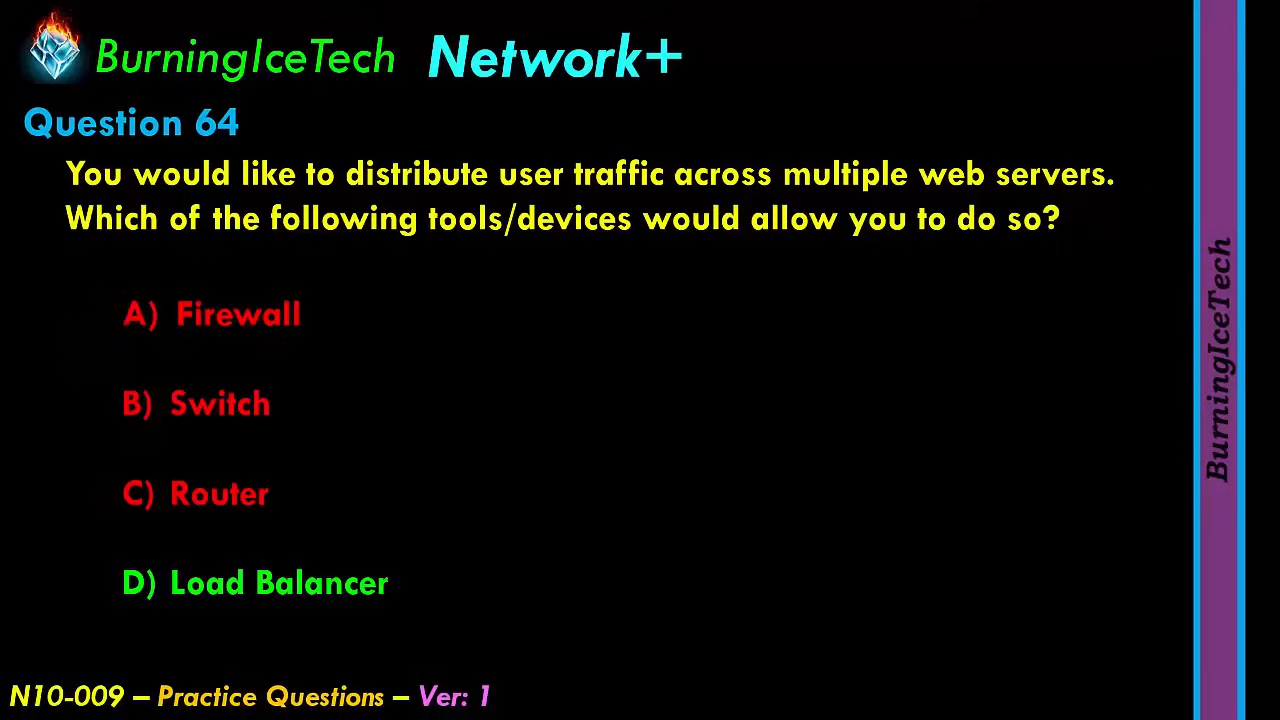 BurningIceTech Network+
Question 64
You would like to distribute user traffic across multiple web servers.
Which of the following tools/devices would allow you to do so?
A) Firewall
B) Switch
C) Router
D) Load Balancer
N10-009 – Practice Questions – Ver: 1
BurningIceTech